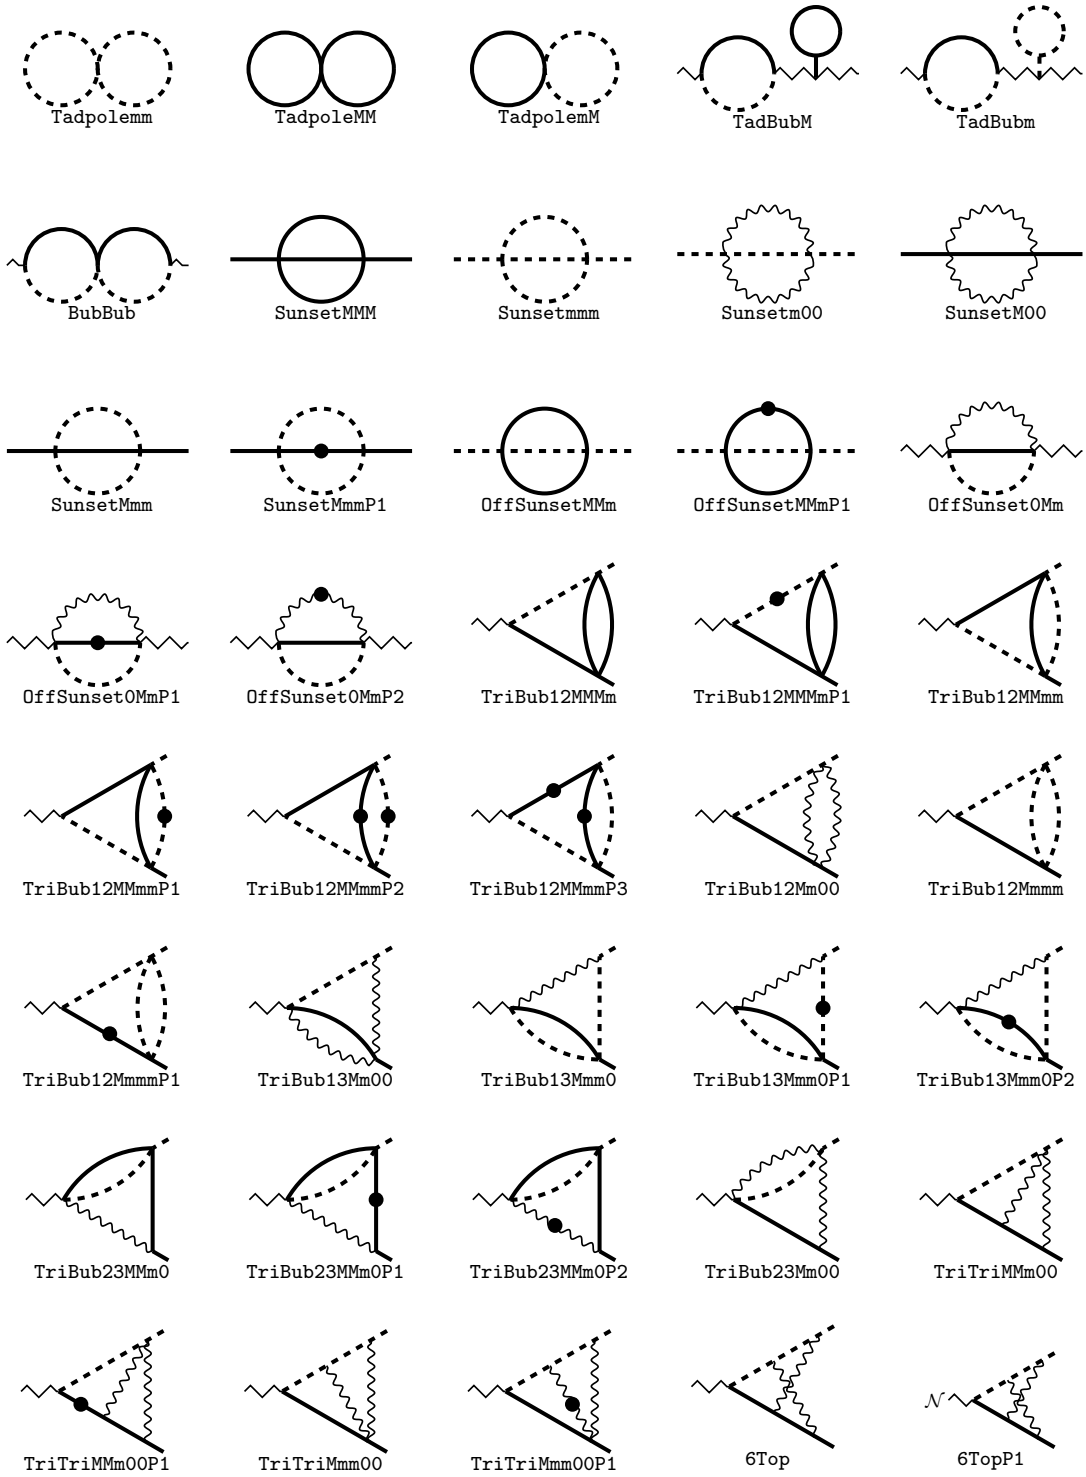 Tadpolemm TadpoleMM TadpolemM TadBubM TadBubm
BubBub SunsetMMM Sunsetmmm Sunsetm00 SunsetM00
SunsetMmm SunsetMmmP1 OffSunsetMMm OffSunsetMMmP1 OffSunset0Mm
OffSunset0MmP1 OffSunset0MmP2 TriBub12MMMm TriBub12MMMmP1 TriBub12MMmm
TriBub12MMmmP1 TriBub12MMmmP2 TriBub12MMmmP3 TriBub12Mm00 TriBub12Mmmm
TriBub12MmmmP1 TriBub13Mm00 TriBub13Mmm0 TriBub13Mmm0P1 TriBub13Mmm0P2
TriBub23MMm0 TriBub23MMm0P1 TriBub23MMm0P2 TriBub23Mm00 TriTriMMm00
𝒩
TriTriMMm00P1 TriTriMmm00 TriTriMmm00P1 6Top 6TopP1